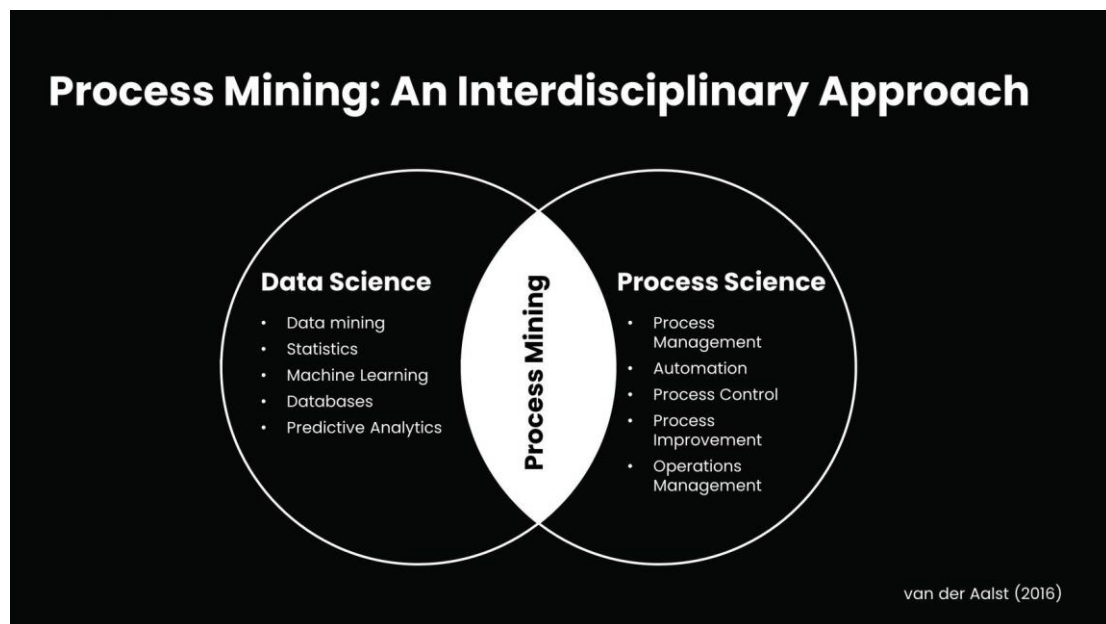 Process Mining: An Interdisciplinary Approach
Data Science
• Data mining
• Statistics
• Machine Learning
• Databases
• Predictive Analytics
Process Mining
Process Science
• Process
Management
• Automation
• Process Control
• Process
Improvement
• Operations
Management
van der Aalst (2016)